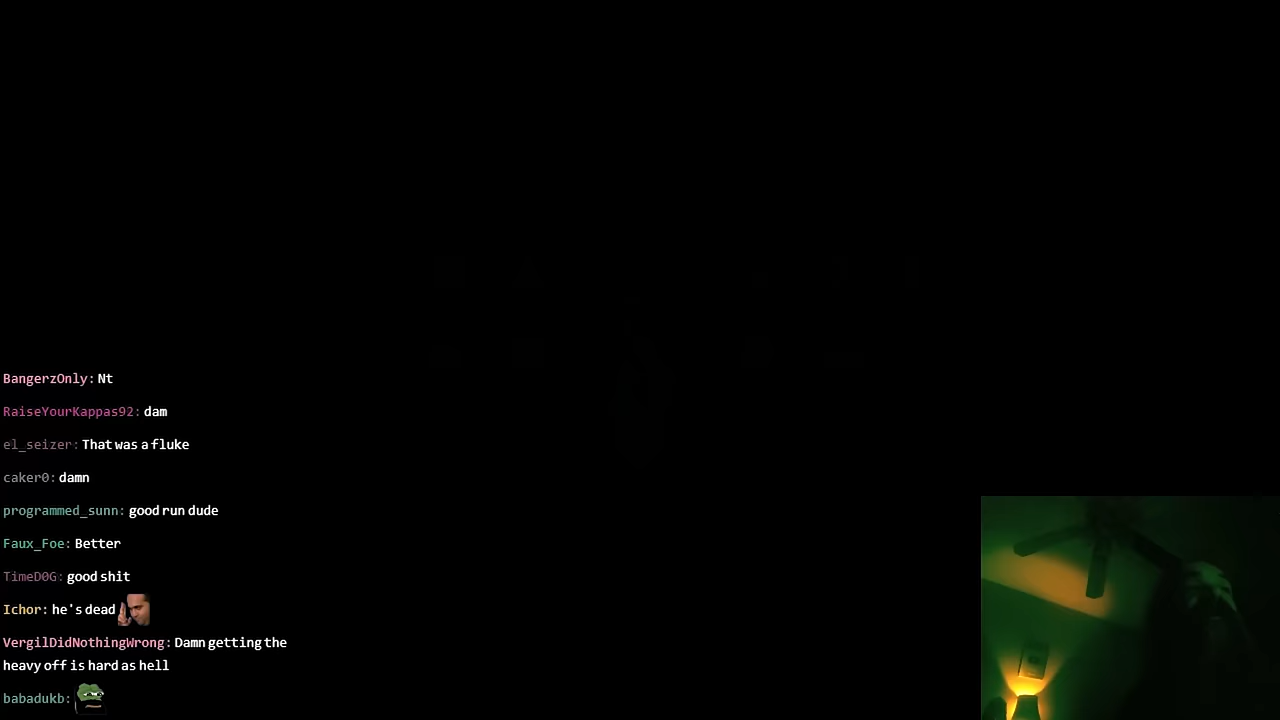 BangerzOnly: Nt
RaiseYourKappas92: dam
el_seizer: That was a fluke
caker0: damn
programmed_sunn: good run dude
Faux_Foe: Better
TimeD0G: good shit
Ichor: he's dead
VergilDidNothingWrong: Damn getting the
heavy off is hard as hell
babadukb: